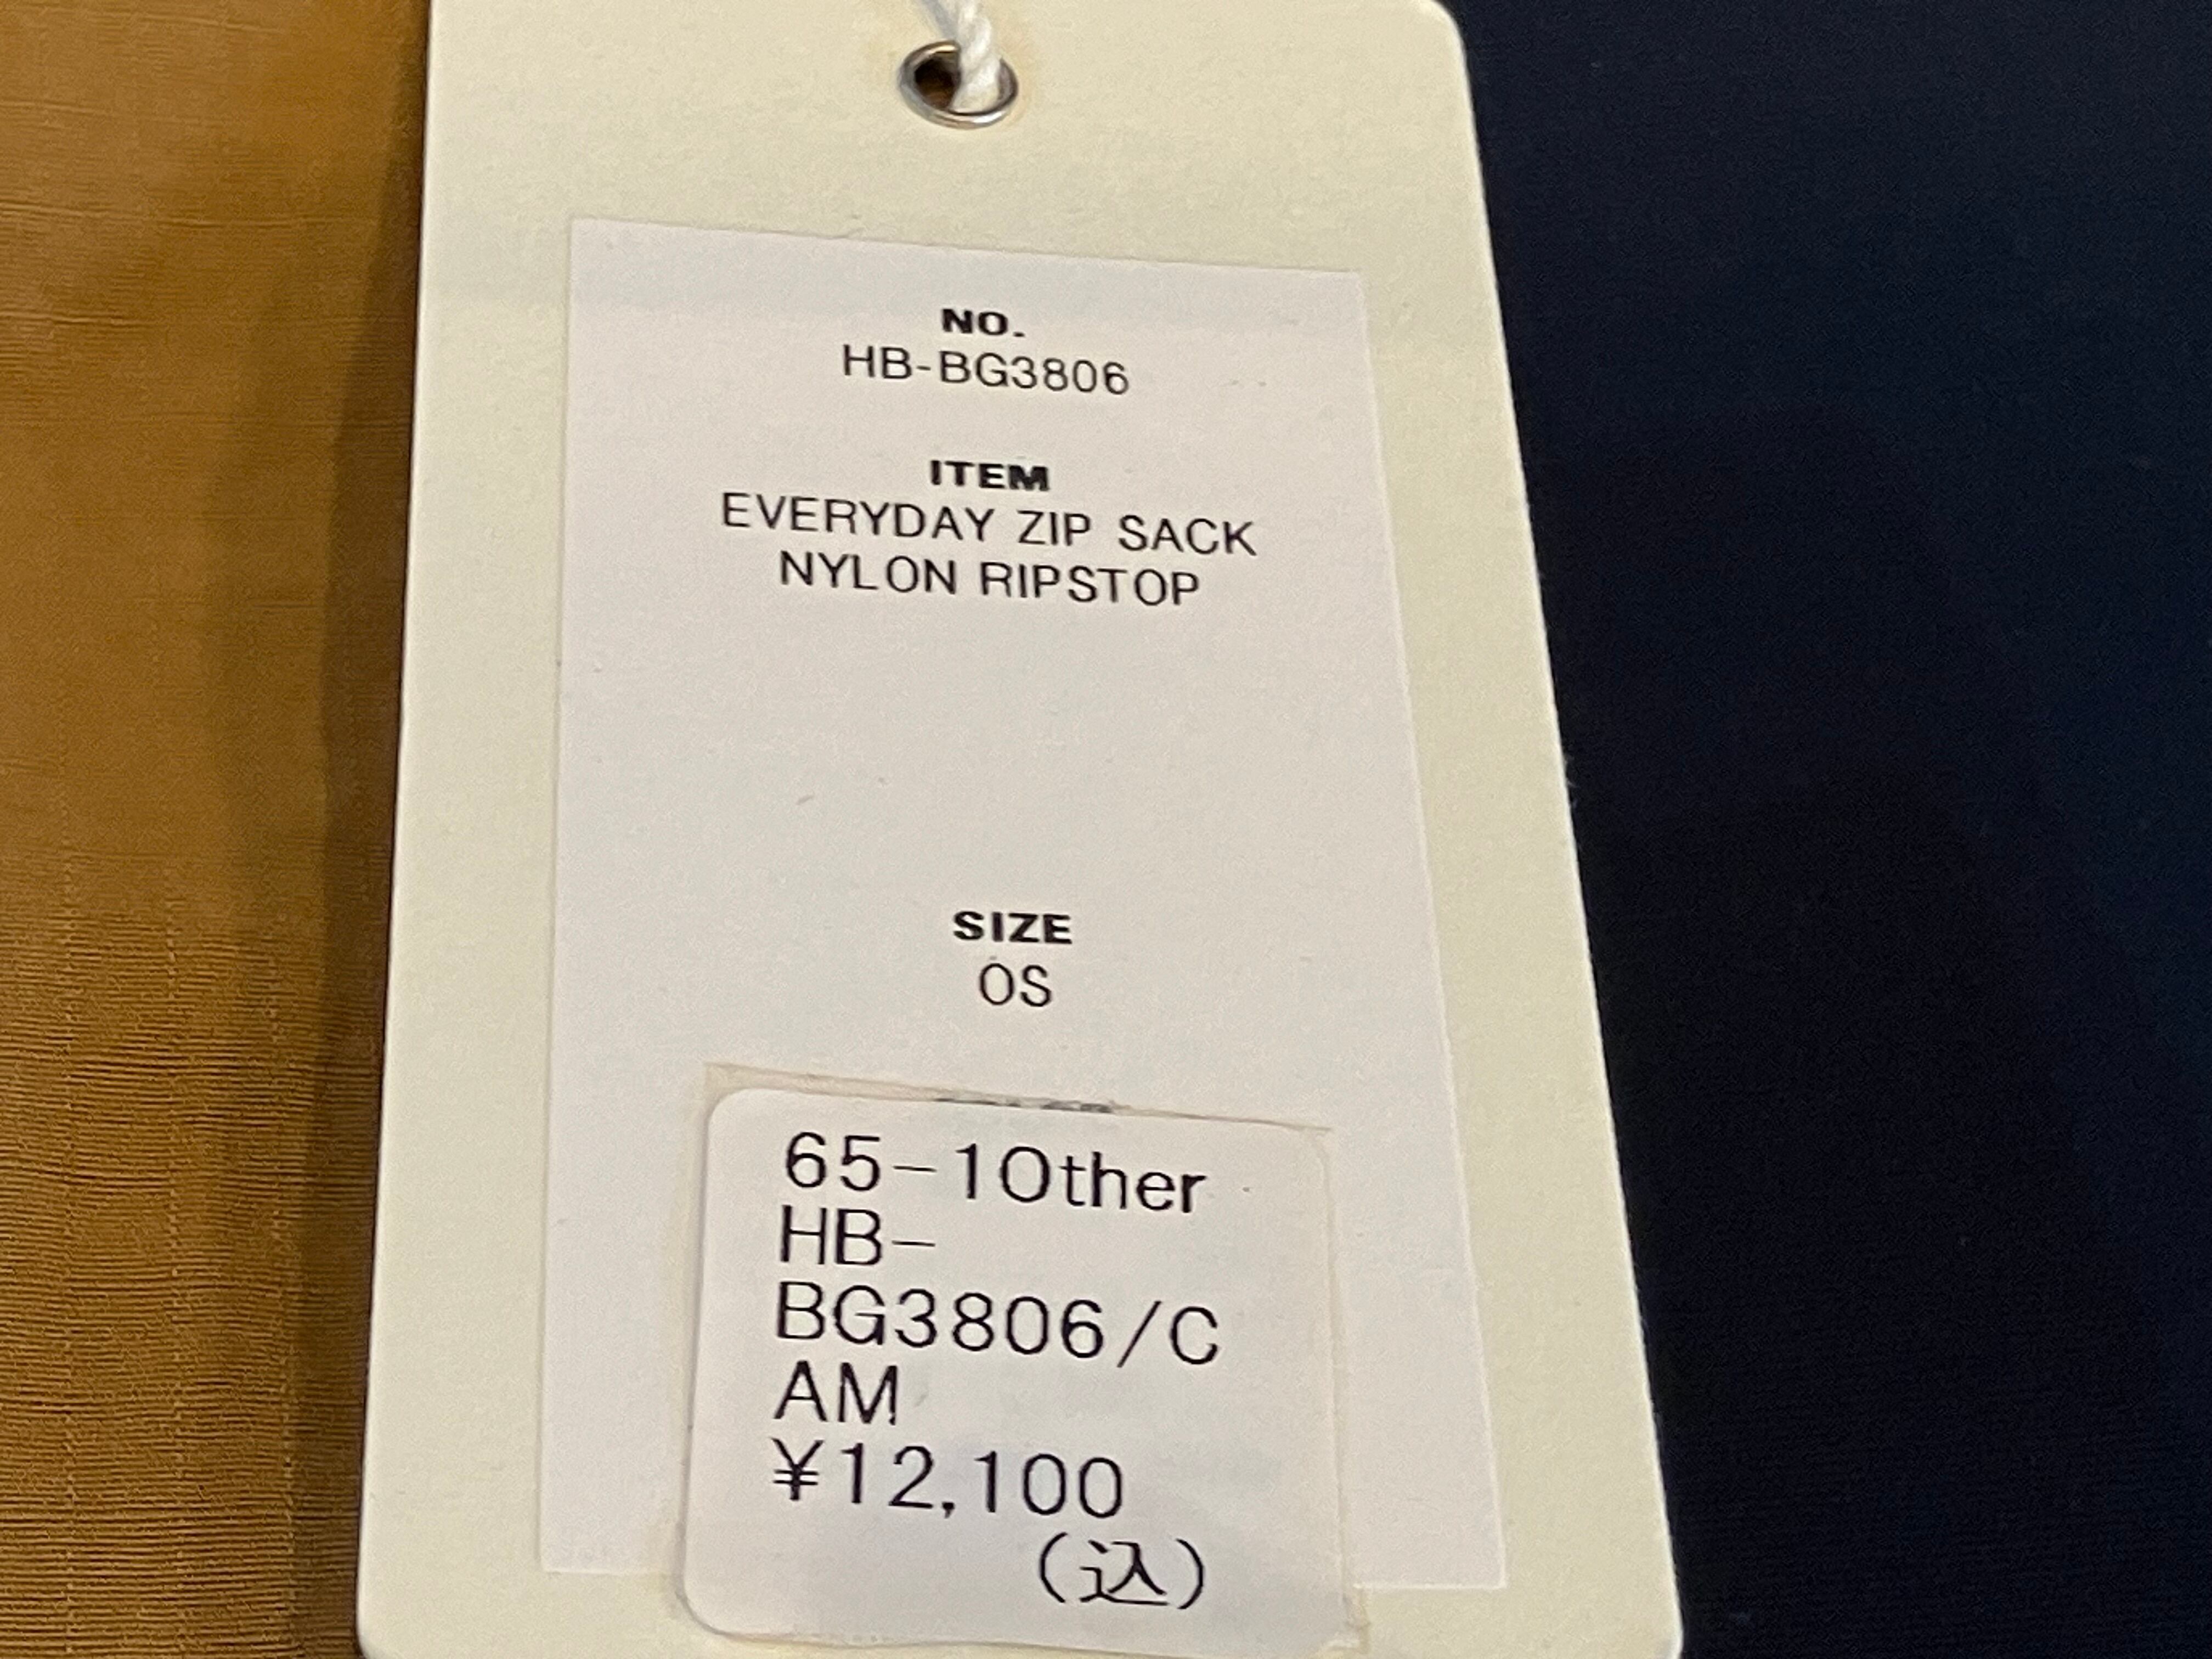 NO.
HB-BG3806
ITEM
EVERYDAY ZIP SACK
NYLON RIPSTOP
SIZE
OS
65-1Other
HB-
BG3806/C
AM
¥12,100
(込)